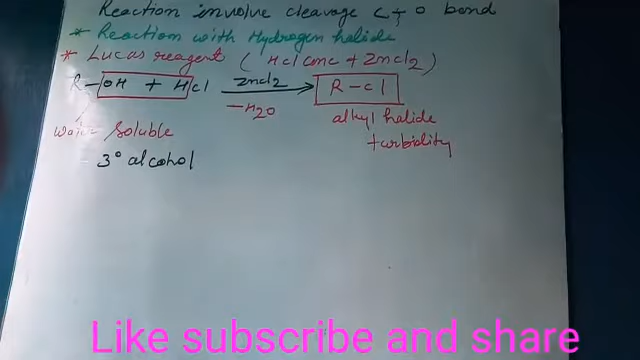 Reaction involve cleavage C+O bond
* Reaction with Hydrogen halide
* Lucas reagent (HCl conc + ZnCl2)
R-OH + HCl ZnCl2 → R-Cl
-H2O alkyl halide
water soluble turbidity
3° alcohol
Like subscribe and share